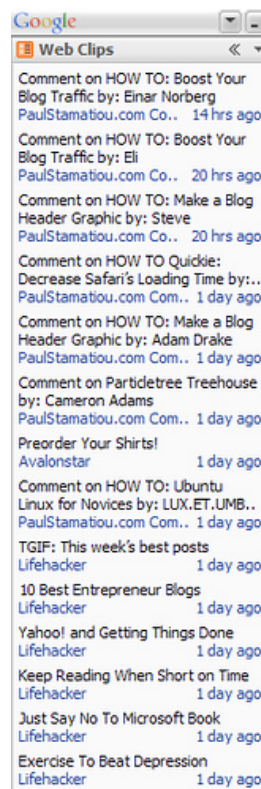 Google
Web Clips
Comment on HOW TO: Boost Your
Blog Traffic by: Einar Norberg
PaulStamatiou.com Co.. 14 hrs ago
Comment on HOW TO: Boost Your
Blog Traffic by: Eli
PaulStamatiou.com Co.. 20 hrs ago
Comment on HOW TO: Make a Blog
Header Graphic by: Steve
PaulStamatiou.com Co.. 20 hrs ago
Comment on HOW TO Quickie:
Decrease Safari's Loading Time by:..
PaulStamatiou.com Com.. 1 day ago
Comment on HOW TO: Make a Blog
Header Graphic by: Adam Drake
PaulStamatiou.com Com.. 1 day ago
Comment on Particletree Treehouse
by: Cameron Adams
PaulStamatiou.com Com.. 1 day ago
Preorder Your Shirts!
Avalonstar 1 day ago
Comment on HOW TO: Ubuntu
Linux for Novices by: LUX.ET.UMB..
PaulStamatiou.com Com.. 1 day ago
TGIF: This week's best posts
Lifehacker 1 day ago
10 Best Entrepreneur Blogs
Lifehacker 1 day ago
Yahoo! and Getting Things Done
Lifehacker 1 day ago
Keep Reading When Short on Time
Lifehacker 1 day ago
Just Say No To Microsoft Book
Lifehacker 1 day ago
Exercise To Beat Depression
Lifehacker 1 day ago